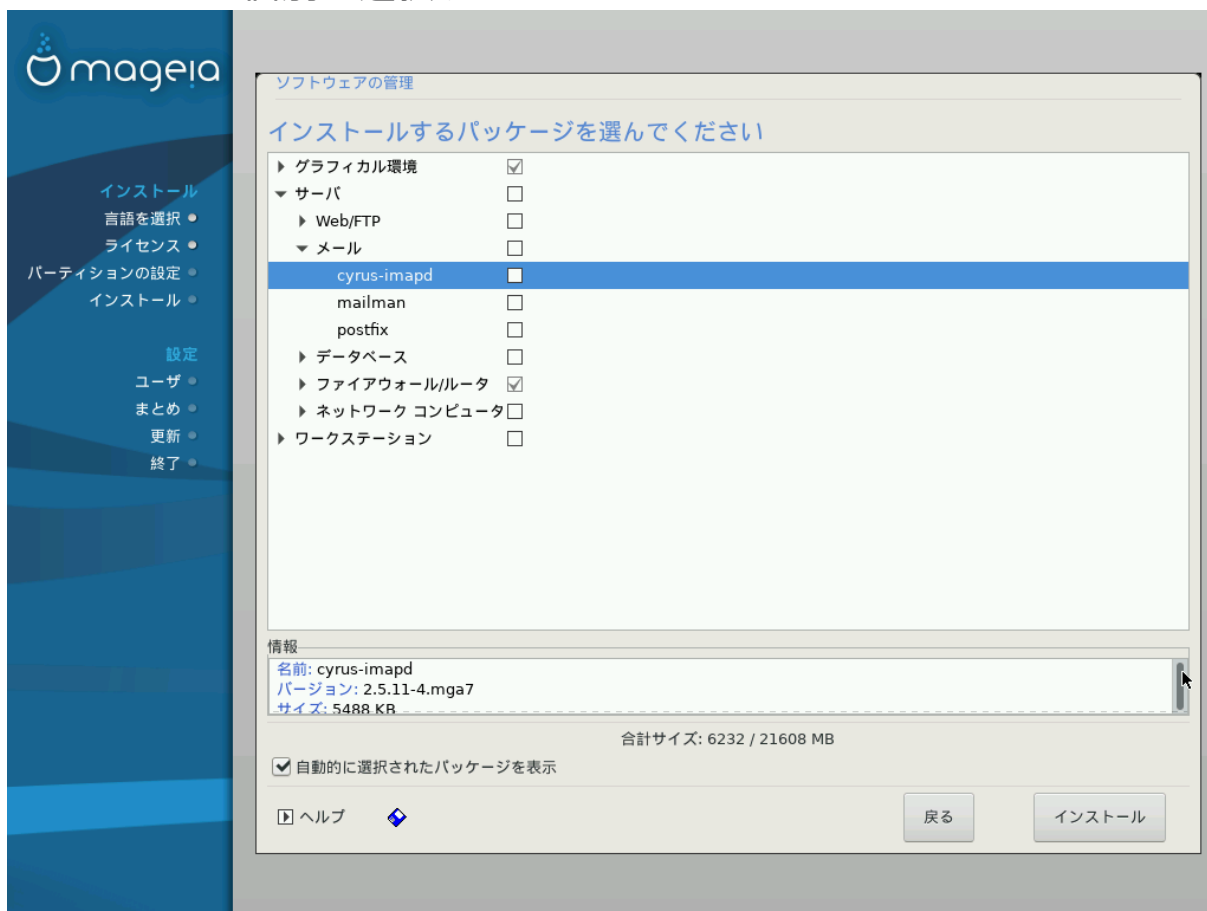 mageia
インストール
言語を選択
ライセンス
パーティションの設定
インストール
設定
ユーザ
まとめ
更新
終了
ソフトウェアの管理
インストールするパッケージを選んでください
グラフィカル環境
サーバ
Web/FTP
メール
cyrus-imapd
mailman
postfix
データベース
ファイアウォール/ルータ
ネットワーク コンピュータ
ワークステーション
情報
名前: cyrus-imapd
バージョン: 2.5.11-4.mga7
サイズ: 5488 KB
合計サイズ: 6232 / 21608 MB
自動的に選択されたパッケージを表示
ヘルプ
戻る
インストール